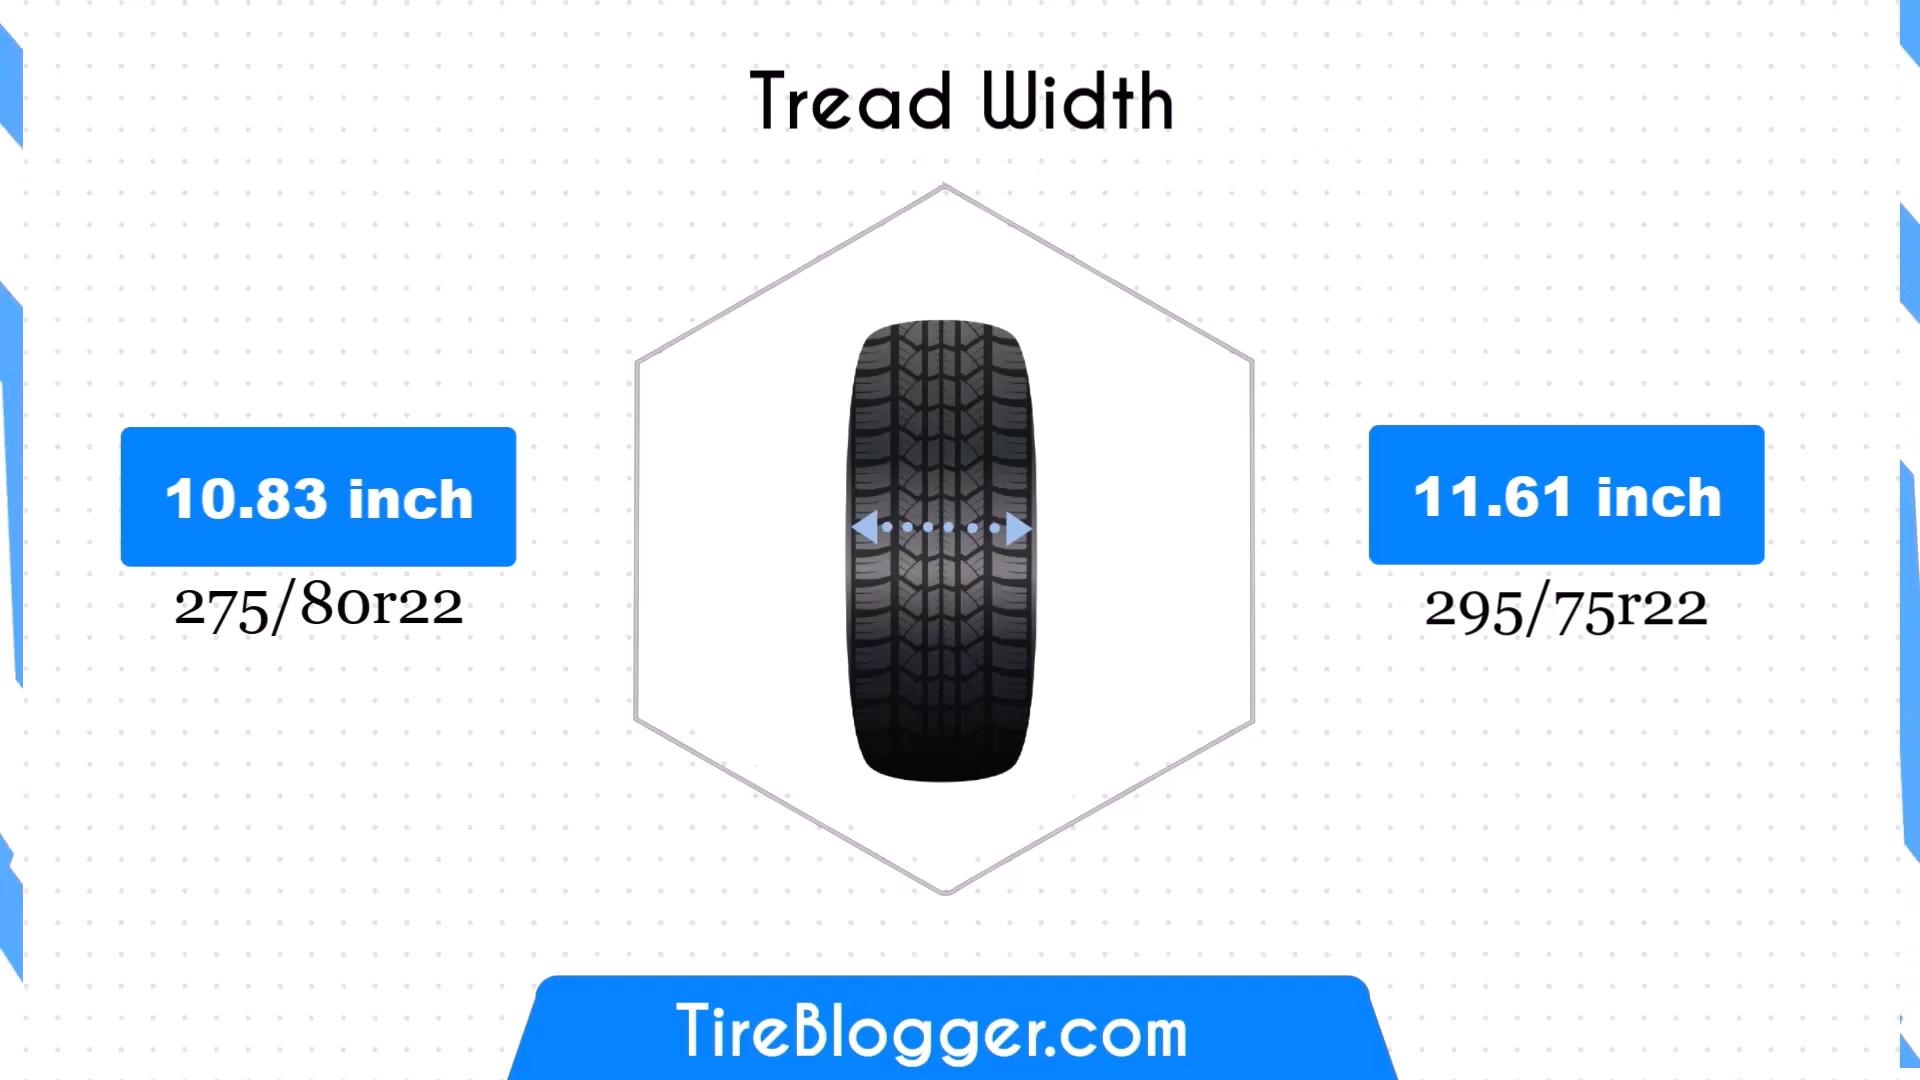 Tread Width
10.83 inch
275/80r22
11.61 inch
295/75r22
TireBlogger.com